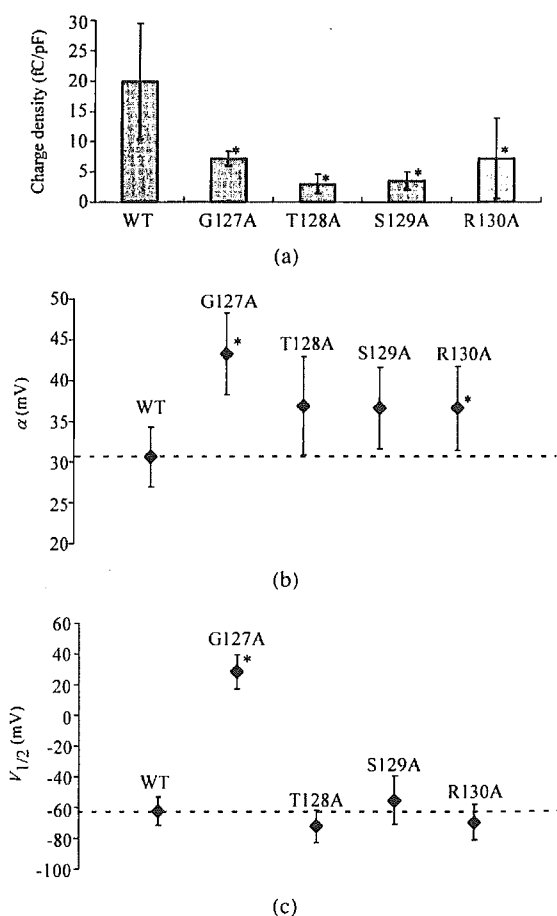 30
25
20
15
10
5
0
Charge density (fC/pF)
* * * *
WT G127A T128A S129A R130A
(a)
50
45
40
35
30
25
20
α (mV)
WT
G127A
*
T128A
S129A
R130A
*
(b)
60
40
20
0
-20
-40
-60
-80
-100
V1/2 (mV)
WT
G127A
*
T128A
S129A
R130A
(c)